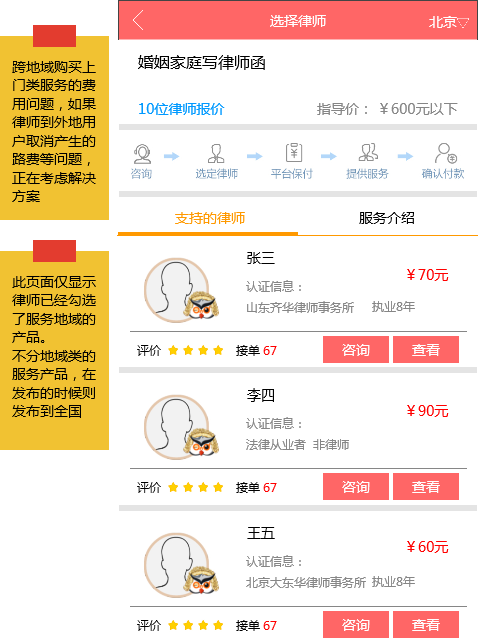 跨地域购买上
门类服务的费
用问题，如果
律师到外地用
户取消产生的
路费等问题，
正在考虑解决
方案
此页面仅显示
律师已经勾选
了服务地域的
产品。
不分地域类的
服务产品，在
发布的时候则
发布到全国
选择律师
北京
婚姻家庭写律师函
10位律师报价
指导价： ￥600元以下
咨询 选定律师 平台保付 提供服务 确认付款
支持的律师 服务介绍
张三
￥70元
认证信息：
山东齐华律师事务所 执业8年
评价 接单 67 咨询 查看
李四
￥90元
认证信息：
法律从业者 非律师
评价 接单 67 咨询 查看
王五
￥60元
认证信息：
北京大东华律师事务所 执业8年
评价 接单 67 咨询 查看